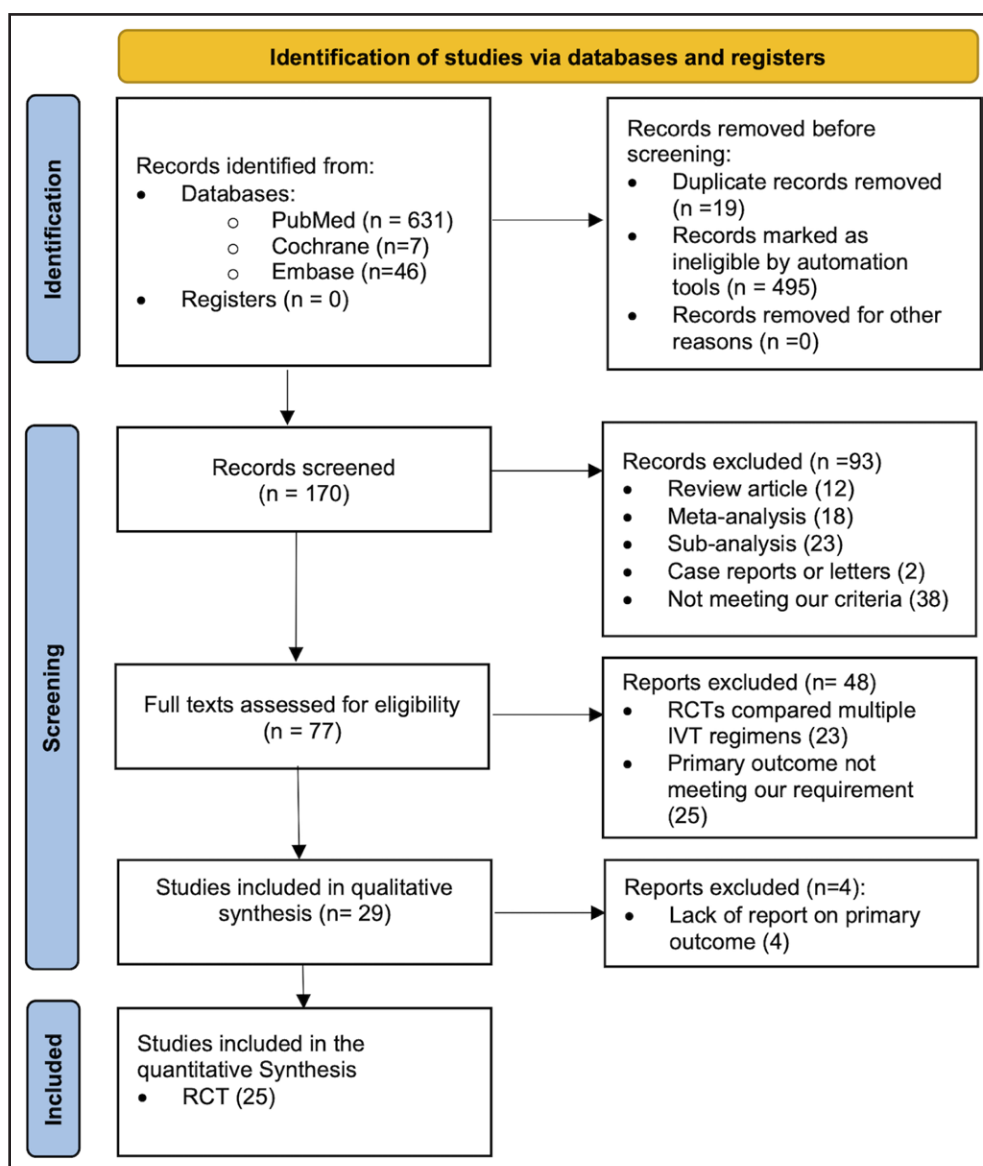 Identification of studies via databases and registers
Identification
Records identified from:
• Databases:
o PubMed (n = 631)
o Cochrane (n=7)
o Embase (n=46)
• Registers (n = 0)
Records removed before
screening:
• Duplicate records removed
(n =19)
• Records marked as
ineligible by automation
tools (n = 495)
• Records removed for other
reasons (n =0)
Screening
Records screened
(n = 170)
Records excluded (n =93)
• Review article (12)
• Meta-analysis (18)
• Sub-analysis (23)
• Case reports or letters (2)
• Not meeting our criteria (38)
Full texts assessed for eligibility
(n = 77)
Reports excluded (n= 48)
• RCTs compared multiple
IVT regimens (23)
• Primary outcome not
meeting our requirement
(25)
Studies included in qualitative
synthesis (n= 29)
Reports excluded (n=4):
• Lack of report on primary
outcome (4)
Included
Studies included in the
quantitative Synthesis
• RCT (25)